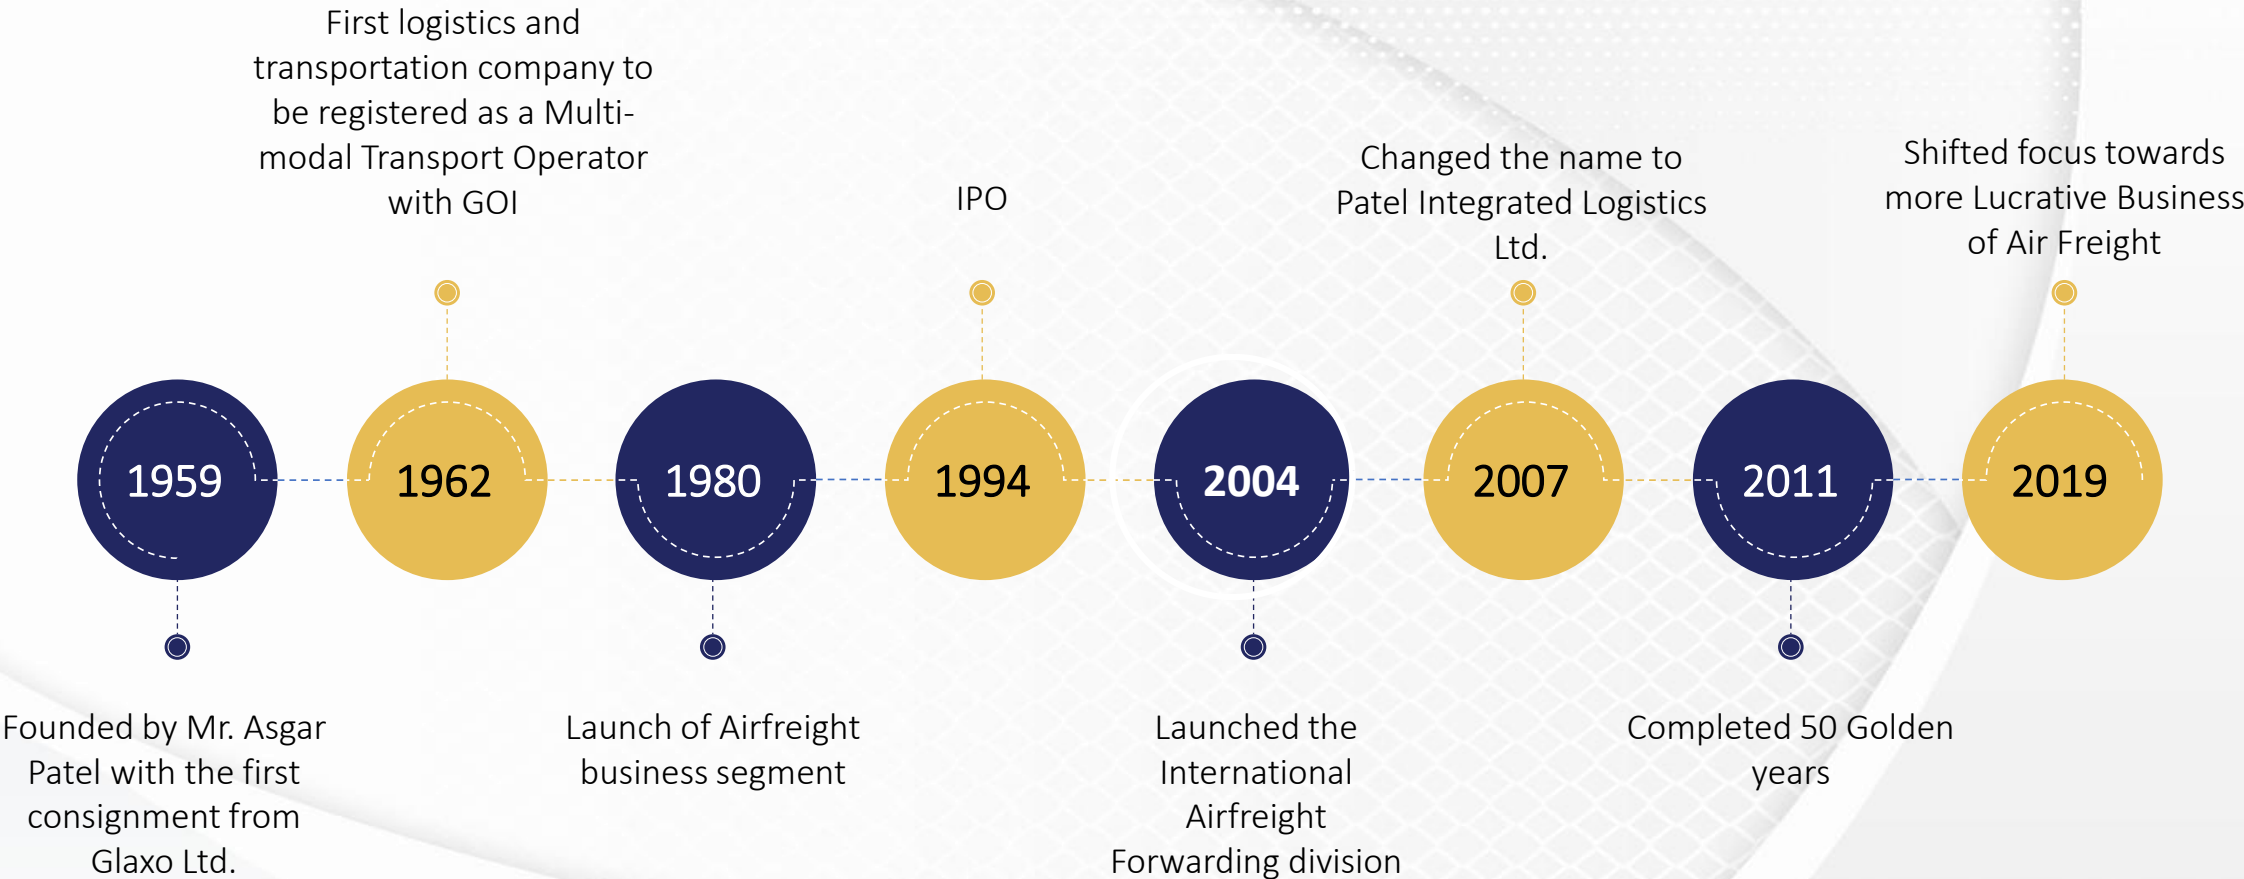 First logistics and
transportation company to
be registered as a Multi-
modal Transport Operator
with GOI
IPO
Changed the name to
Patel Integrated Logistics
Ltd.
Shifted focus towards
more Lucrative Business
of Air Freight
1959
1962
1980
1994
2004
2007
2011
2019
Founded by Mr. Asgar
Patel with the first
consignment from
Glaxo Ltd.
Launch of Airfreight
business segment
Launched the
International
Airfreight
Forwarding division
Completed 50 Golden
years